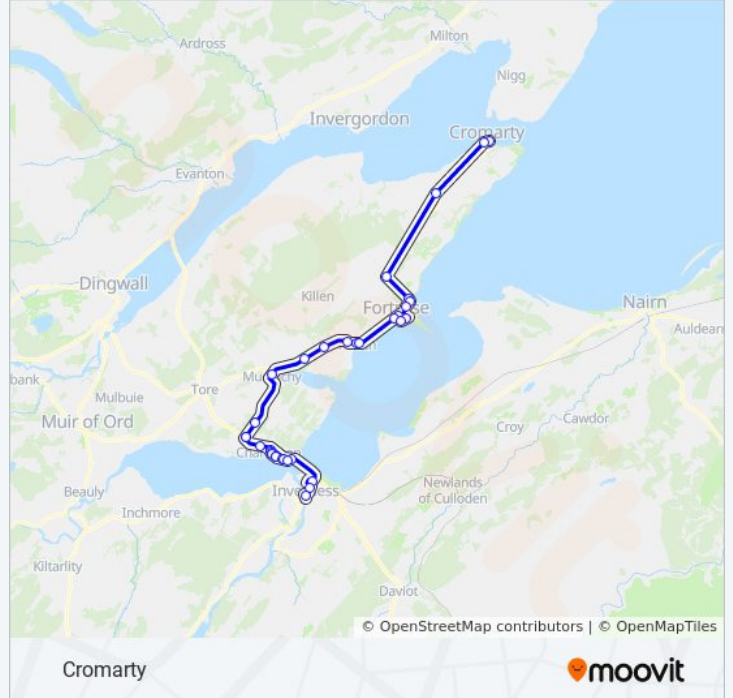 Ardross
Milton
Nigg
Invergordon
Cromarty
Evanton
Dingwall
Killen
Nairn
Auldearn
bank
Mulbuie
Tore
Muir of Ord
Croy
Cawdor
Beauly
Newlands
of Culloden
Inchmore
Kiltarlity
Daviot
© OpenStreetMap contributors | © OpenMapTiles
Cromarty
moovit